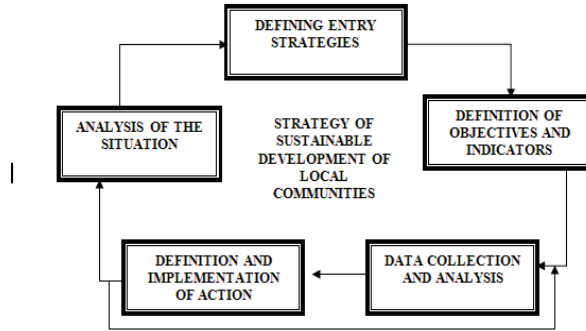 DEFINING ENTRY
STRATEGIES
ANALYSIS OF THE
SITUATION
STRATEGY OF
SUSTAINABLE
DEVELOPMENT OF
LOCAL
COMMUNITIES
DEFINITION OF
OBJECTIVES AND
INDICATORS
DEFINITION AND
IMPLEMENTATION
OF ACTION
DATA COLLECTION
AND ANALYSIS